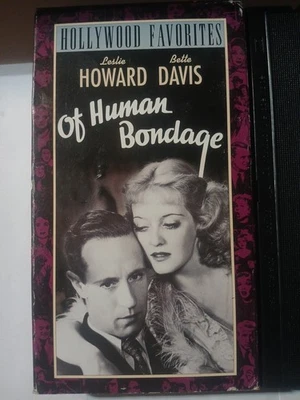 HOLLYWOOD FAVORITES
Leslie Bette
HOWARD DAVIS
Of Human
Bondage